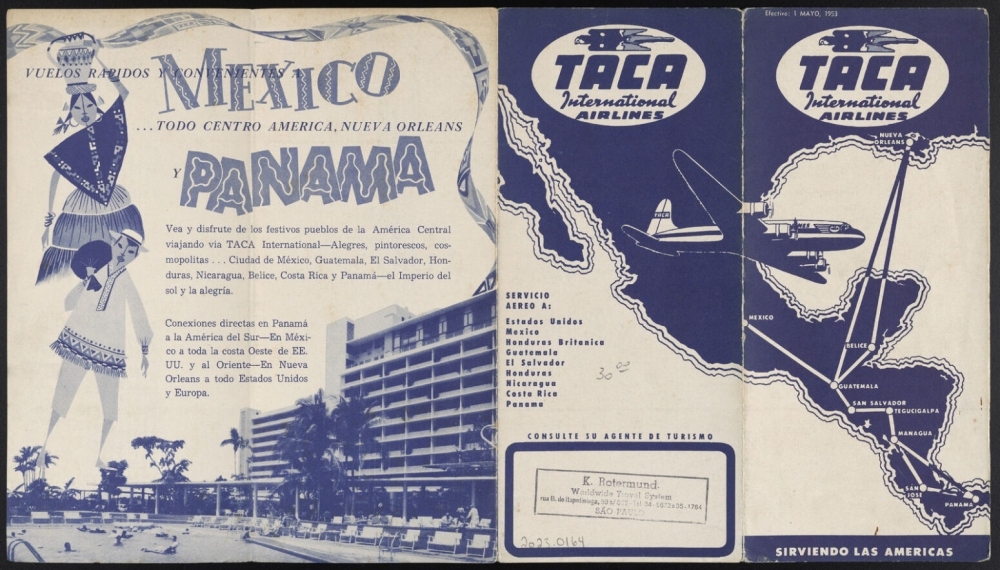 VUELOS RAPIDOS Y CONVENIENTES A
MEXICO
...TODO CENTRO AMERICA, NUEVA ORLEANS
Y PANAMA
Vea y disfrute de los festivos pueblos de la América Central
viajando via TACA International—Alegres, pintorescos, cos-
mopolitas . . . Ciudad de México, Guatemala, El Salvador, Hon-
duras, Nicaragua, Belice, Costa Rica y Panamá—el Imperio del
sol y la alegría.
Conexiones directas en Panamá
a la América del Sur—En Méxi-
co a toda la costa Oeste de EE.
UU. y al Oriente—En Nueva
Orleans a todo Estados Unidos
y Europa.
TACA
International
AIRLINES
TACA
SERVICIO
AEREO A:
Estados Unidos
Mexico
Honduras Britanica
Guatemala
El Salvador
Honduras
Nicaragua
Costa Rica
Panama
30 00
CONSULTE SU AGENTE DE TURISMO
K. Rotermund.
Worldwide Travel System
SÃO PAULO
2023.0164
Efectivo: 1 MAYO, 1953
TACA
International
AIRLINES
NUEVA
ORLEANS
MEXICO
BELICE
GUATEMALA
SAN SALVADOR
TEGUCIGALPA
MANAGUA
SAN
JOSE
PANAMA
SIRVIENDO LAS AMERICAS